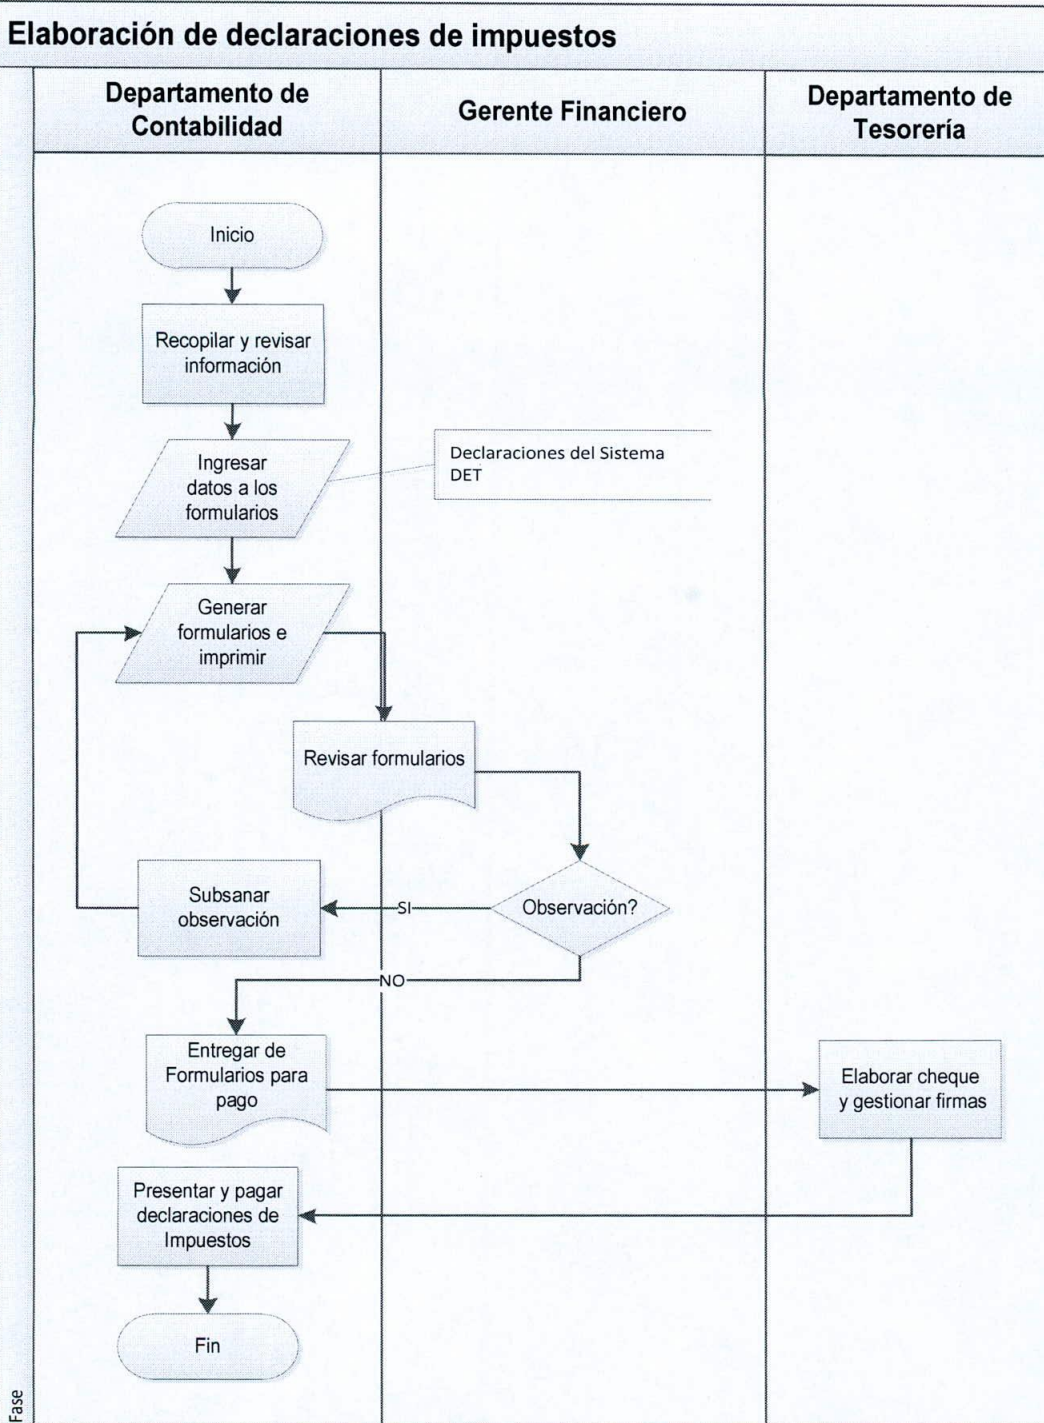 Elaboración de declaraciones de impuestos
Departamento de
Contabilidad
Gerente Financiero
Departamento de
Tesorería
Inicio
Recopilar y revisar
información
Ingresar
datos a los
formularios
Declaraciones del Sistema
DET
Generar
formularios e
imprimir
Revisar formularios
Observación?
SI
Subsanar
observación
NO
Entregar de
Formularios para
pago
Elaborar cheque
y gestionar firmas
Presentar y pagar
declaraciones de
Impuestos
Fin
Fase